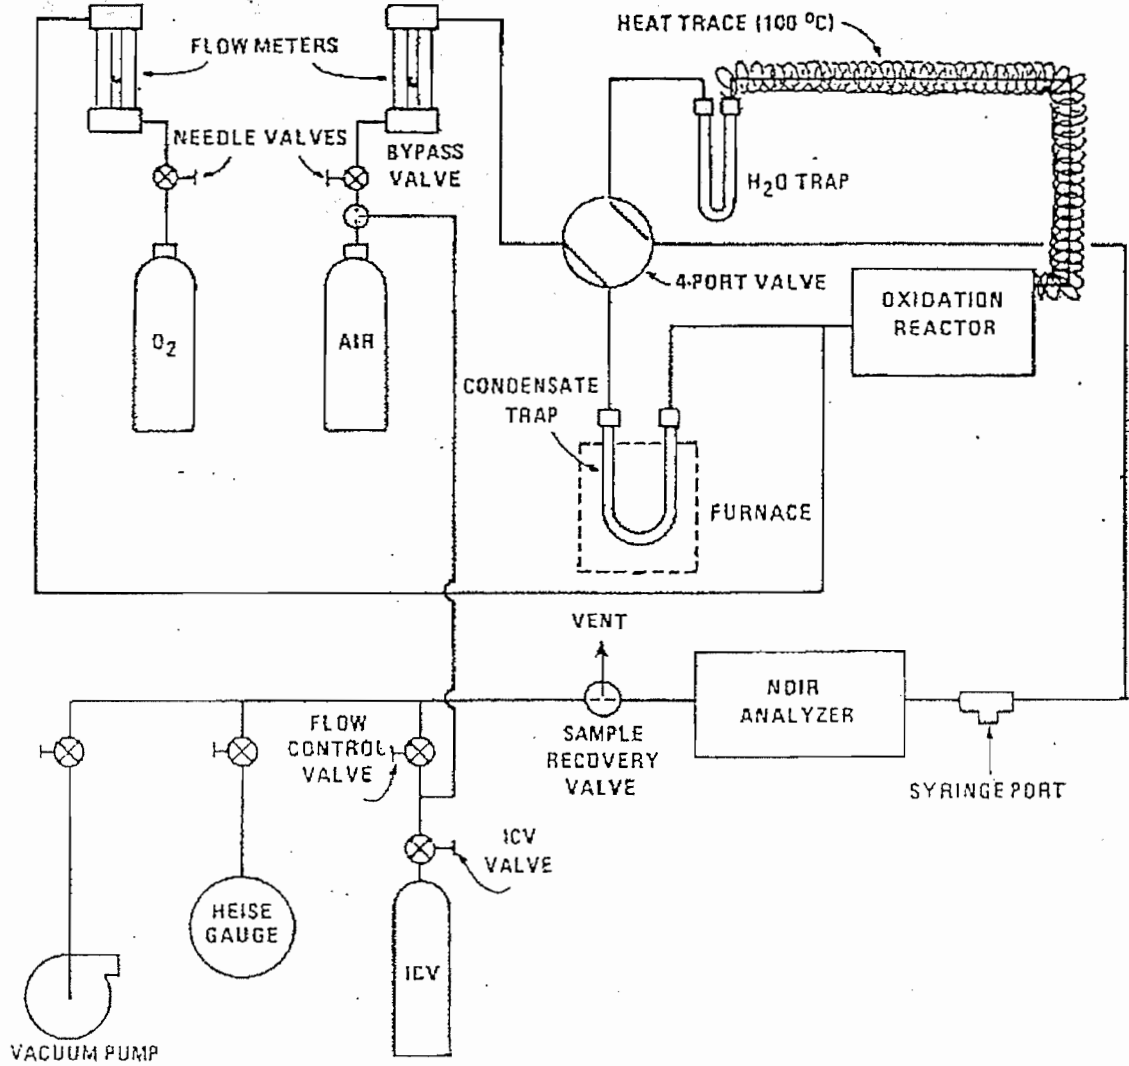 HEAT TRACE (100 °C)
FLOW METERS
NEEDLE VALVES
BYPASS
VALVE
H2O TRAP
4-PORT VALVE
OXIDATION
REACTOR
O2
AIR
CONDENSATE
TRAP
FURNACE
VENT
NDIR
ANALYZER
FLOW
CONTROL
VALVE
SAMPLE
RECOVERY
VALVE
SYRINGE PORT
ICV
VALVE
HEISE
GAUGE
ICV
VACUUM PUMP